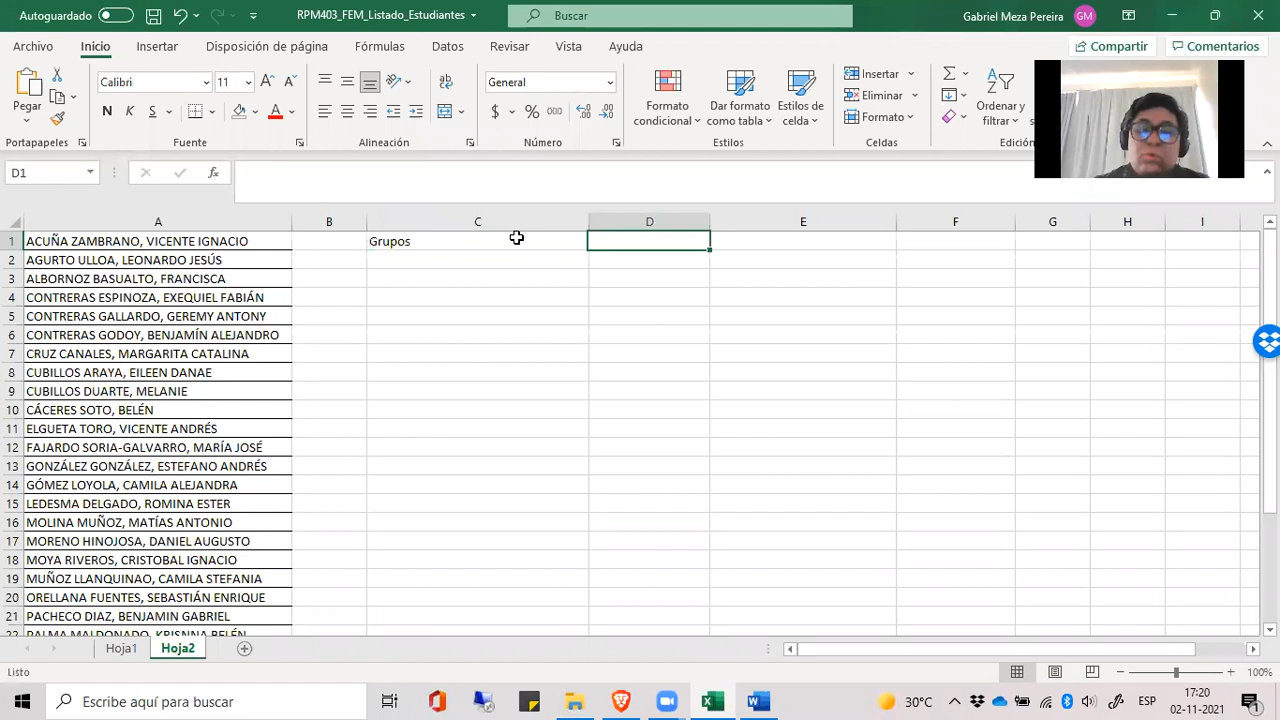 Autoguardado RPM403_FEM_Listado_Estudiantes Buscar Gabriel Meza Pereira GM
Archivo Inicio Insertar Disposición de página Fórmulas Datos Revisar Vista Ayuda Compartir Comentarios
Pegar
Calibri 11
N K S
General
Formato condicional
Dar formato como tabla
Estilos de celda
Insertar
Eliminar
Formato
Ordenar y filtrar
Portapapeles Fuente Alineación Número Estilos Celdas Edición
D1
A B C D E F G H I
1 ACUÑA ZAMBRANO, VICENTE IGNACIO Grupos
2 AGURTO ULLOA, LEONARDO JESÚS
3 ALBORNOZ BASUALTO, FRANCISCA
4 CONTRERAS ESPINOZA, EXEQUIEL FABIÁN
5 CONTRERAS GALLARDO, GEREMY ANTONY
6 CONTRERAS GODOY, BENJAMÍN ALEJANDRO
7 CRUZ CANALES, MARGARITA CATALINA
8 CUBILLOS ARAYA, EILEEN DANAE
9 CUBILLOS DUARTE, MELANIE
10 CÁCERES SOTO, BELÉN
11 ELGUETA TORO, VICENTE ANDRÉS
12 FAJARDO SORIA-GALVARRO, MARÍA JOSÉ
13 GONZÁLEZ GONZÁLEZ, ESTEFANO ANDRÉS
14 GÓMEZ LOYOLA, CAMILA ALEJANDRA
15 LEDESMA DELGADO, ROMINA ESTER
16 MOLINA MUÑOZ, MATÍAS ANTONIO
17 MORENO HINOJOSA, DANIEL AUGUSTO
18 MOYA RIVEROS, CRISTOBAL IGNACIO
19 MUÑOZ LLANQUINAO, CAMILA STEFANIA
20 ORELLANA FUENTES, SEBASTIÁN ENRIQUE
21 PACHECO DIAZ, BENJAMIN GABRIEL
22 PALMA MALDONADO, KRISNNA BELÉN
Hoja1 Hoja2
Listo 100%
Escribe aquí para buscar 30°C ESP 17:20
02-11-2021